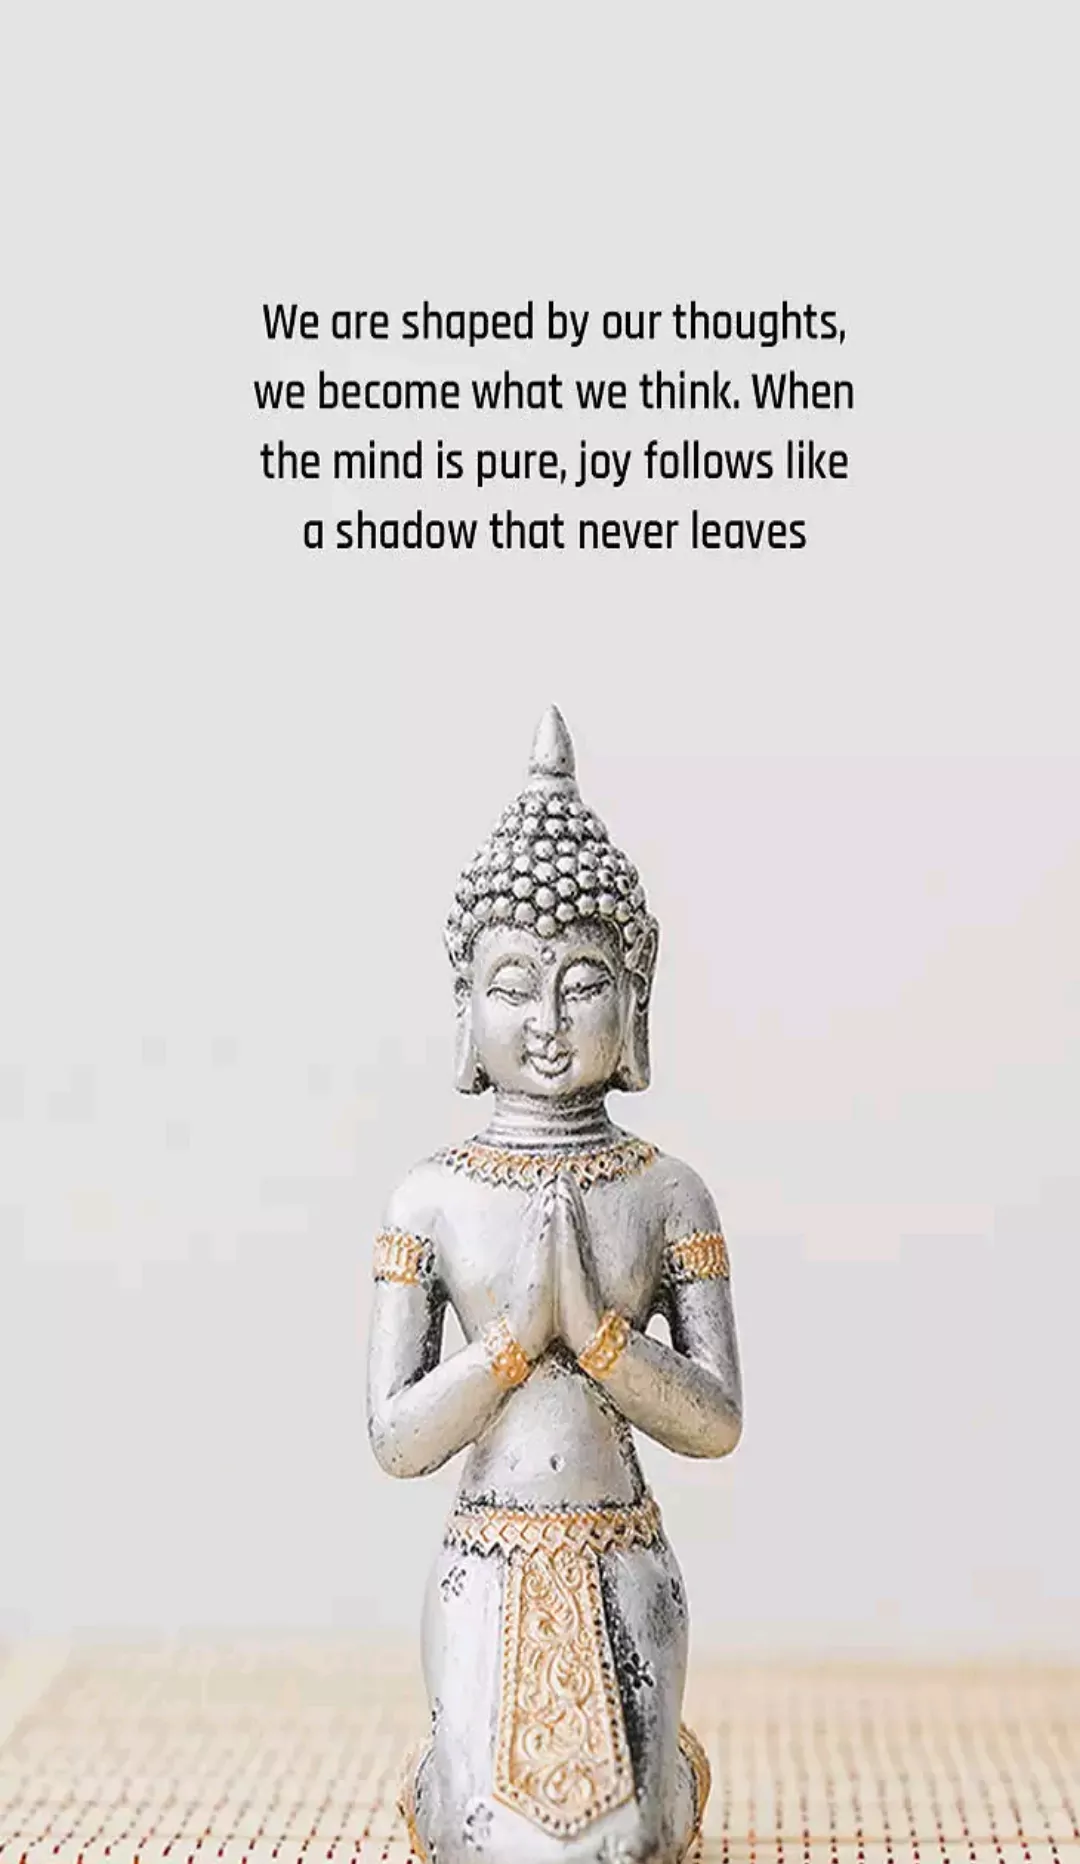 We are shaped by our thoughts,
we become what we think. When
the mind is pure, joy follows like
a shadow that never leaves